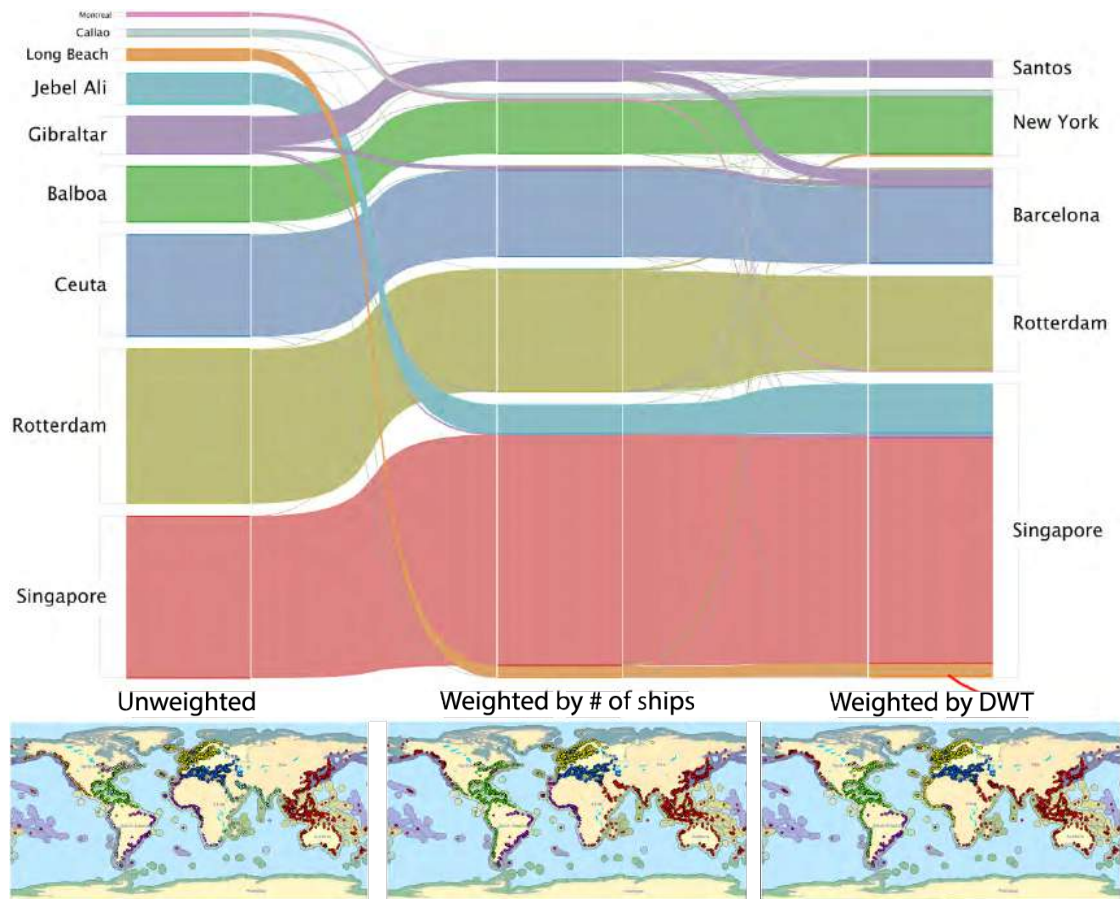 Montreal
Callao
Long Beach
Jebel Ali
Gibraltar
Balboa
Ceuta
Rotterdam
Singapore
Santos
New York
Barcelona
Rotterdam
Singapore
Unweighted
Weighted by # of ships
Weighted by DWT